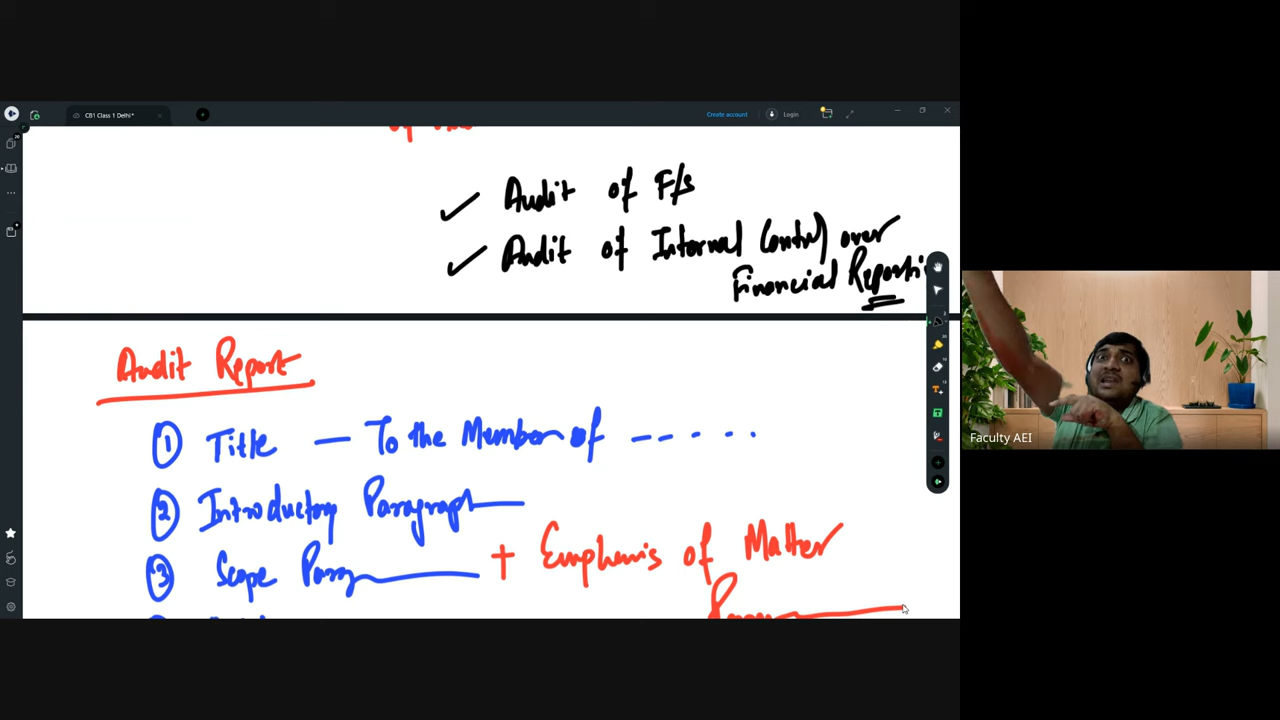 CB1 Class 1 Delhi*
Create account
Login
✓ Audit of F/s
✓ Audit of Internal Control over
Financial Reporti
Audit Report
① Title — To the Member of -----
② Introductory Paragraph
③ Scope Para + Emphasis of Matter
Faculty AEI